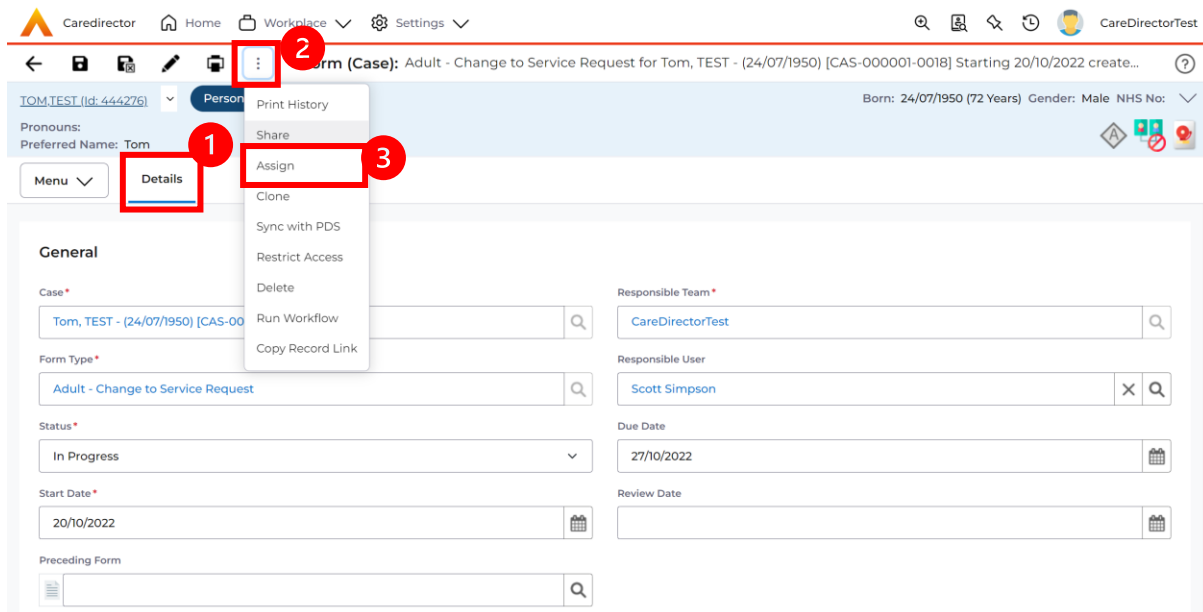 Caredirector Home Workplace Settings CareDirectorTest
2
rm (Case): Adult - Change to Service Request for Tom, TEST - (24/07/1950) [CAS-000001-0018] Starting 20/10/2022 create...
TOM,TEST (Id: 444276) Person Born: 24/07/1950 (72 Years) Gender: Male NHS No:
Pronouns:
Preferred Name: Tom
1
Menu Details
Print History
Share
Assign
3
Clone
Sync with PDS
Restrict Access
Delete
Run Workflow
Copy Record Link
General
Case* Responsible Team*
Tom, TEST - (24/07/1950) [CAS-00 CareDirectorTest
Form Type* Responsible User
Adult - Change to Service Request Scott Simpson
Status* Due Date
In Progress 27/10/2022
Start Date* Review Date
20/10/2022
Preceding Form